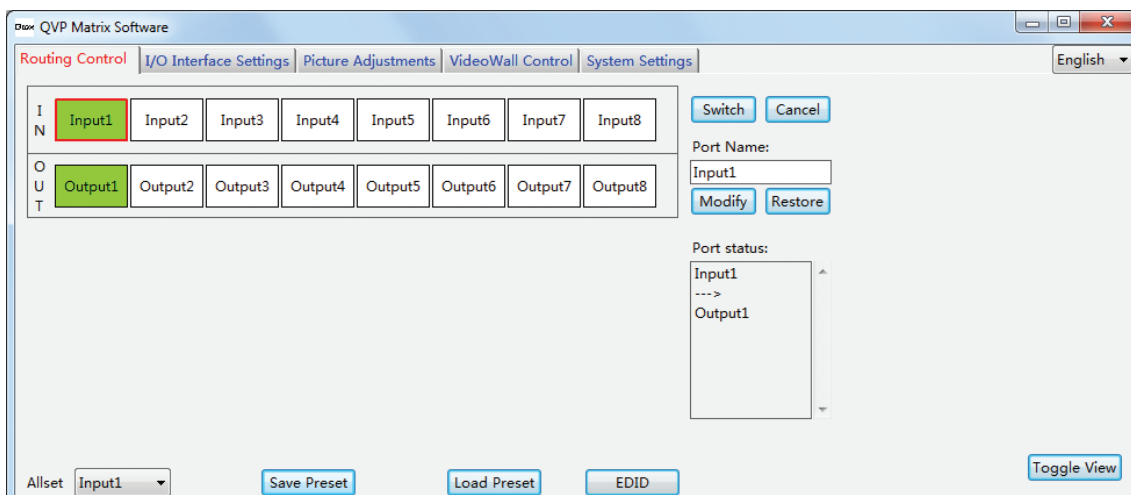 QVP Matrix Software
Routing Control I/O Interface Settings Picture Adjustments VideoWall Control System Settings English
IN Input1 Input2 Input3 Input4 Input5 Input6 Input7 Input8
OUT Output1 Output2 Output3 Output4 Output5 Output6 Output7 Output8
Switch Cancel
Port Name:
Input1
Modify Restore
Port status:
Input1
--->
Output1
Toggle View
Allset Input1 Save Preset Load Preset EDID